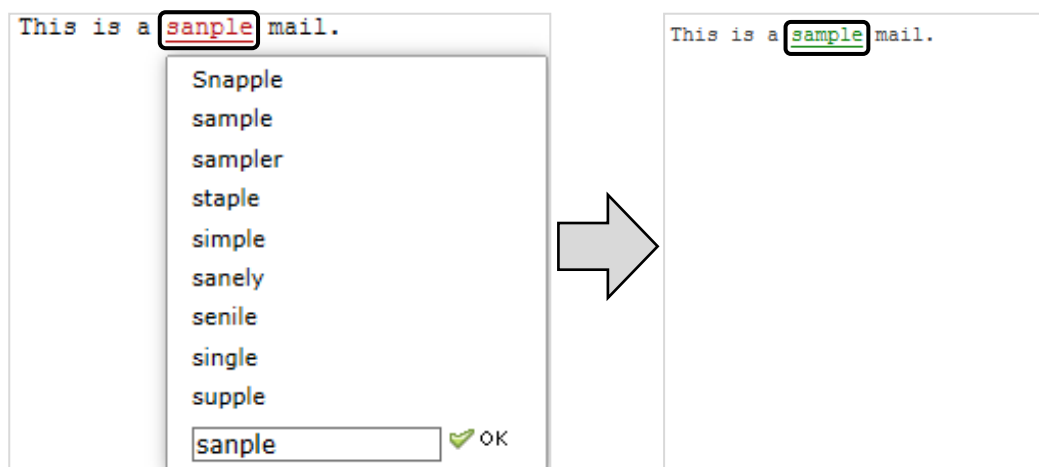 This is a sanple mail.
Snapple
sample
sampler
staple
simple
sanely
senile
single
supple
sanple OK
This is a sample mail.